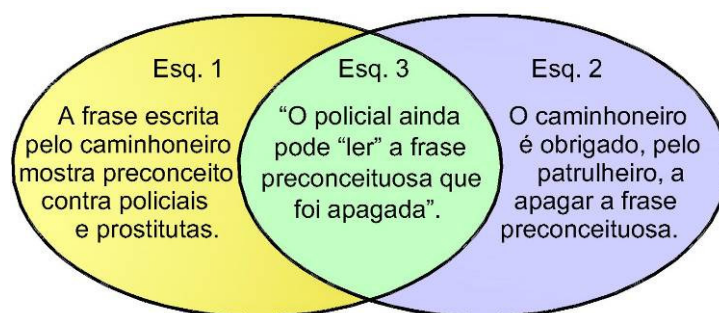 Esq. 1
A frase escrita
pelo caminhoneiro
mostra preconceito
contra policiais
e prostitutas.
Esq. 3
“O policial ainda
pode “ler” a frase
preconceituosa que
foi apagada”.
Esq. 2
O caminhoneiro
é obrigado, pelo
patrulheiro, a
apagar a frase
preconceituosa.